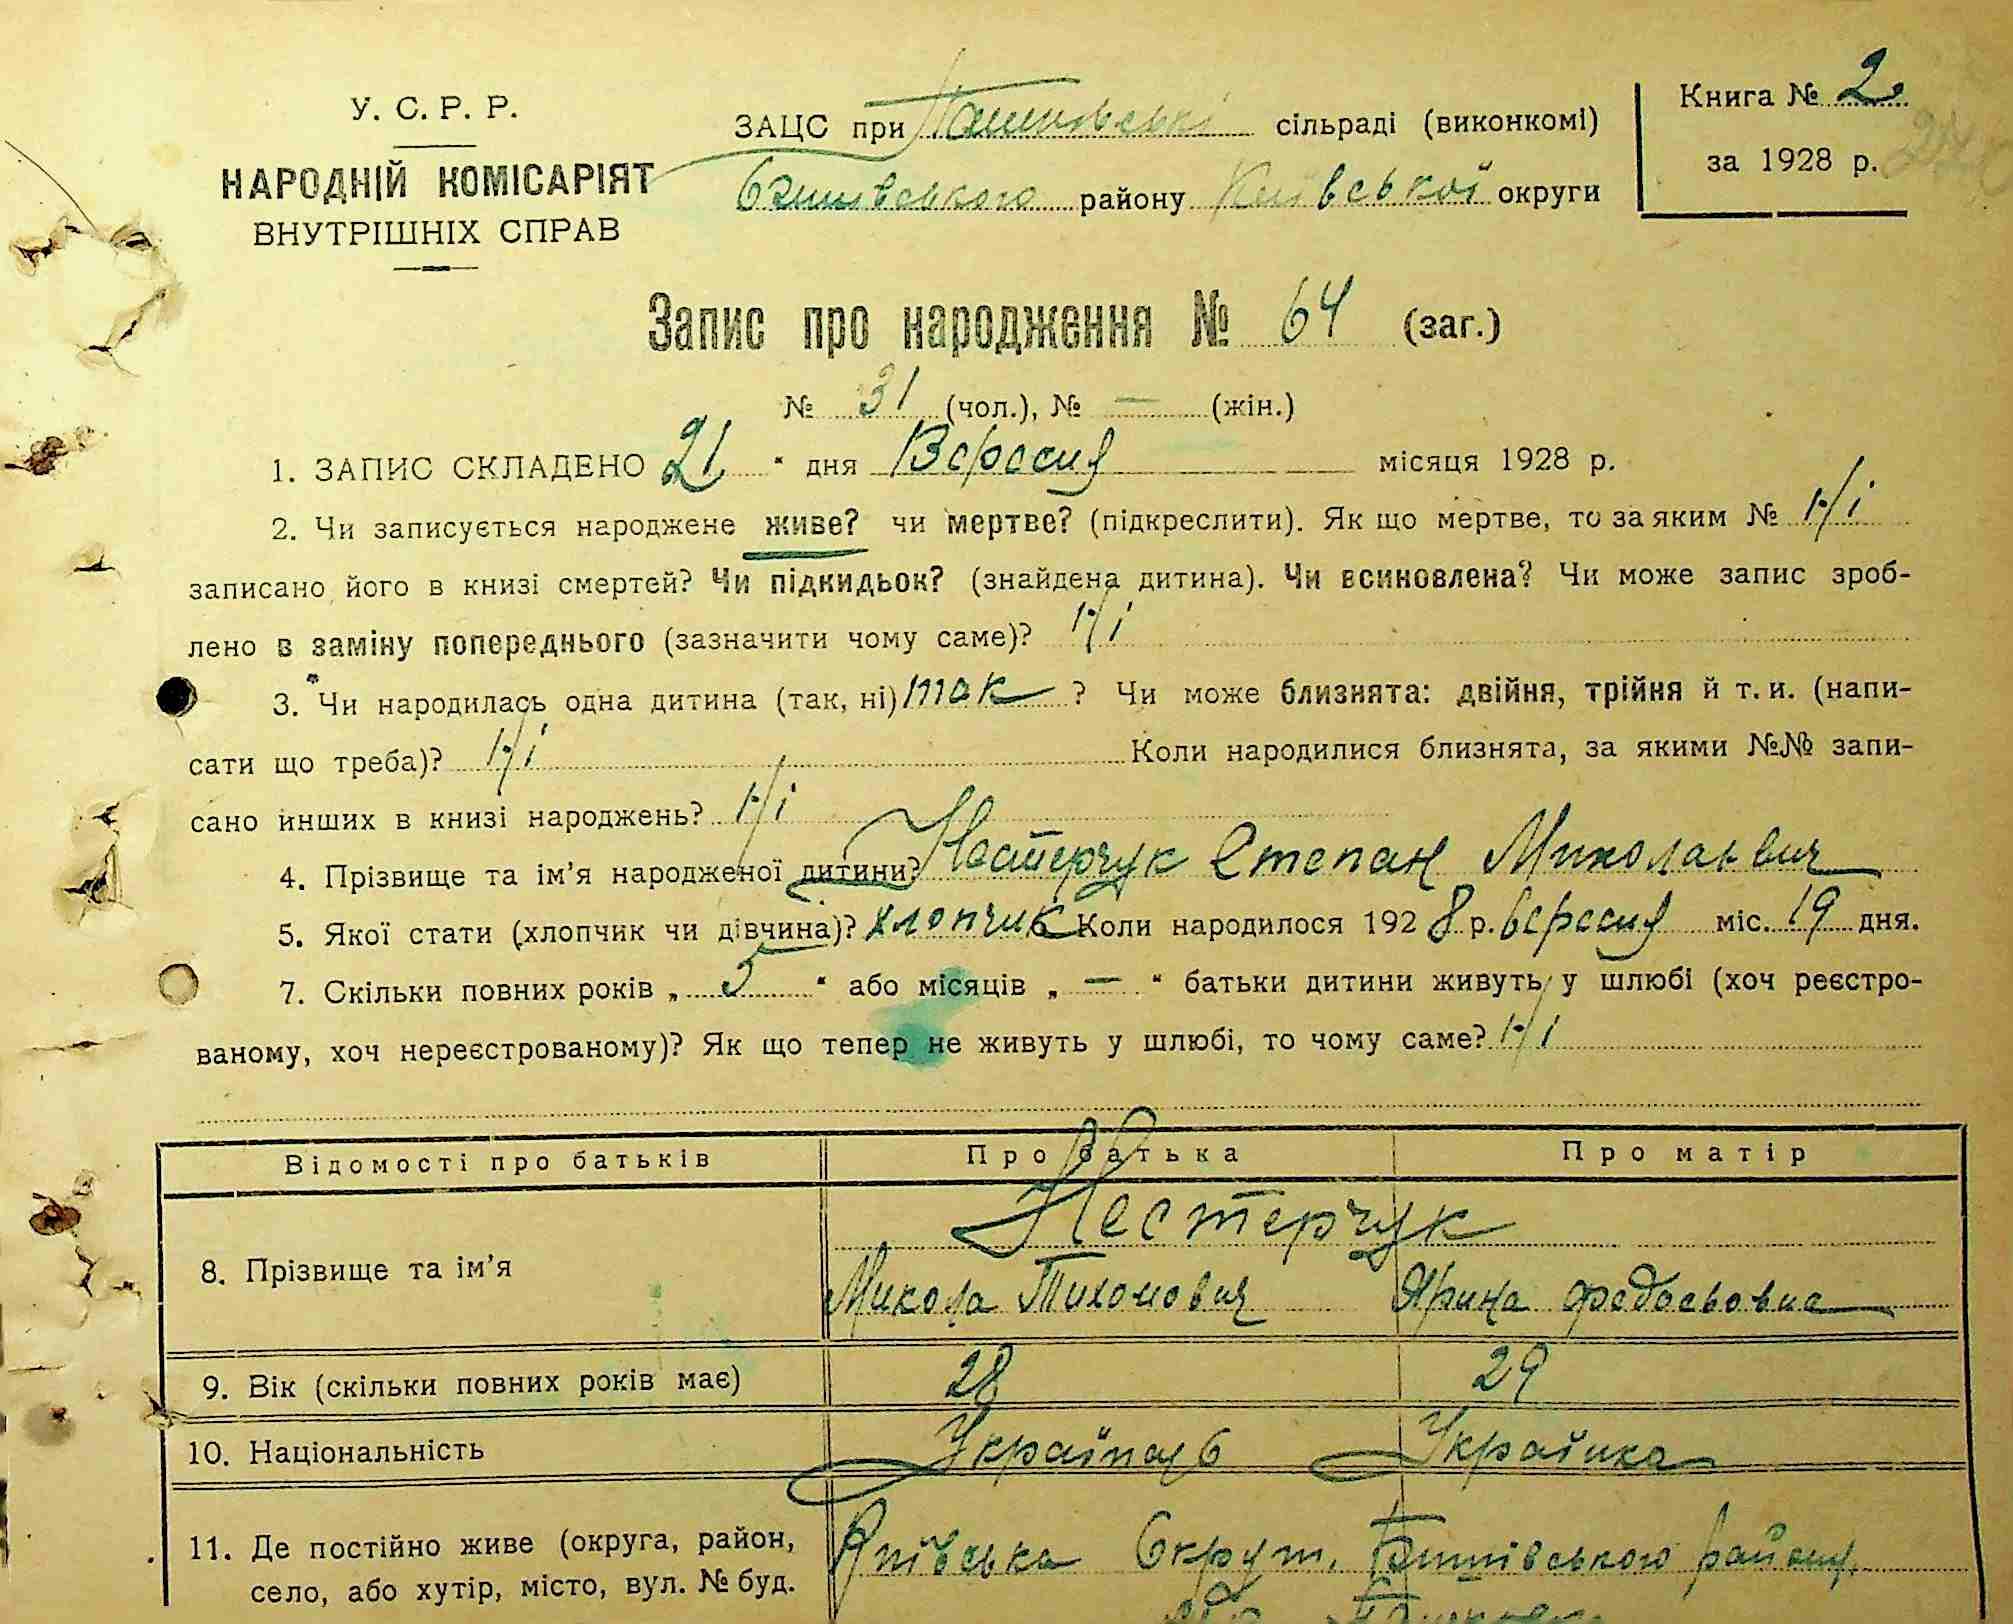 У. С. Р. Р.
НАРОДНІЙ КОМІСАРІЯТ
ВНУТРІШНІХ СПРАВ
ЗАЦС при сільраді (виконкомі)
району Київської округи
Книга № 2
за 1928 р.
Запис про народження № 64 (заг.)
№ 31 (чол.), № — (жін.)
1. ЗАПИС СКЛАДЕНО 21 " дня Вересня місяця 1928 р.
2. Чи записується народжене живе? чи мертве? (підкреслити). Як що мертве, то за яким № Ні
записано його в книзі смертей? Чи підкидьок? (знайдена дитина). Чи всиновлена? Чи може запис зроб-
лено в заміну попереднього (зазначити чому саме)? Ні
3. Чи народилась одна дитина (так, ні) так ? Чи може близнята: двійня, трійня й т. и. (напи-
сати що треба)? Ні Коли народилися близнята, за якими №№ запи-
сано инших в книзі народжень? Ні
4. Прізвище та ім'я народженої дитини? Нестерчук Степан Миколаевич
5. Якої стати (хлопчик чи дівчина)? хлопчик Коли народилося 1928 р. вересня міс. 19 дня.
7. Скільки повних років „ 5 " або місяців „ — " батьки дитини живуть у шлюбі (хоч реєстро-
ваному, хоч нереєстрованому)? Як що тепер не живуть у шлюбі, то чому саме? Ні
Відомості про батьків Про батька Про матір
Нестерчук
8. Прізвище та ім'я Микола Тихонович Ярина Федосьовна
9. Вік (скільки повних років має) 28 29
10. Національність Українець Українка
11. Де постійно живе (округа, район, Київська Округ. району
село, або хутір, місто, вул. № буд.